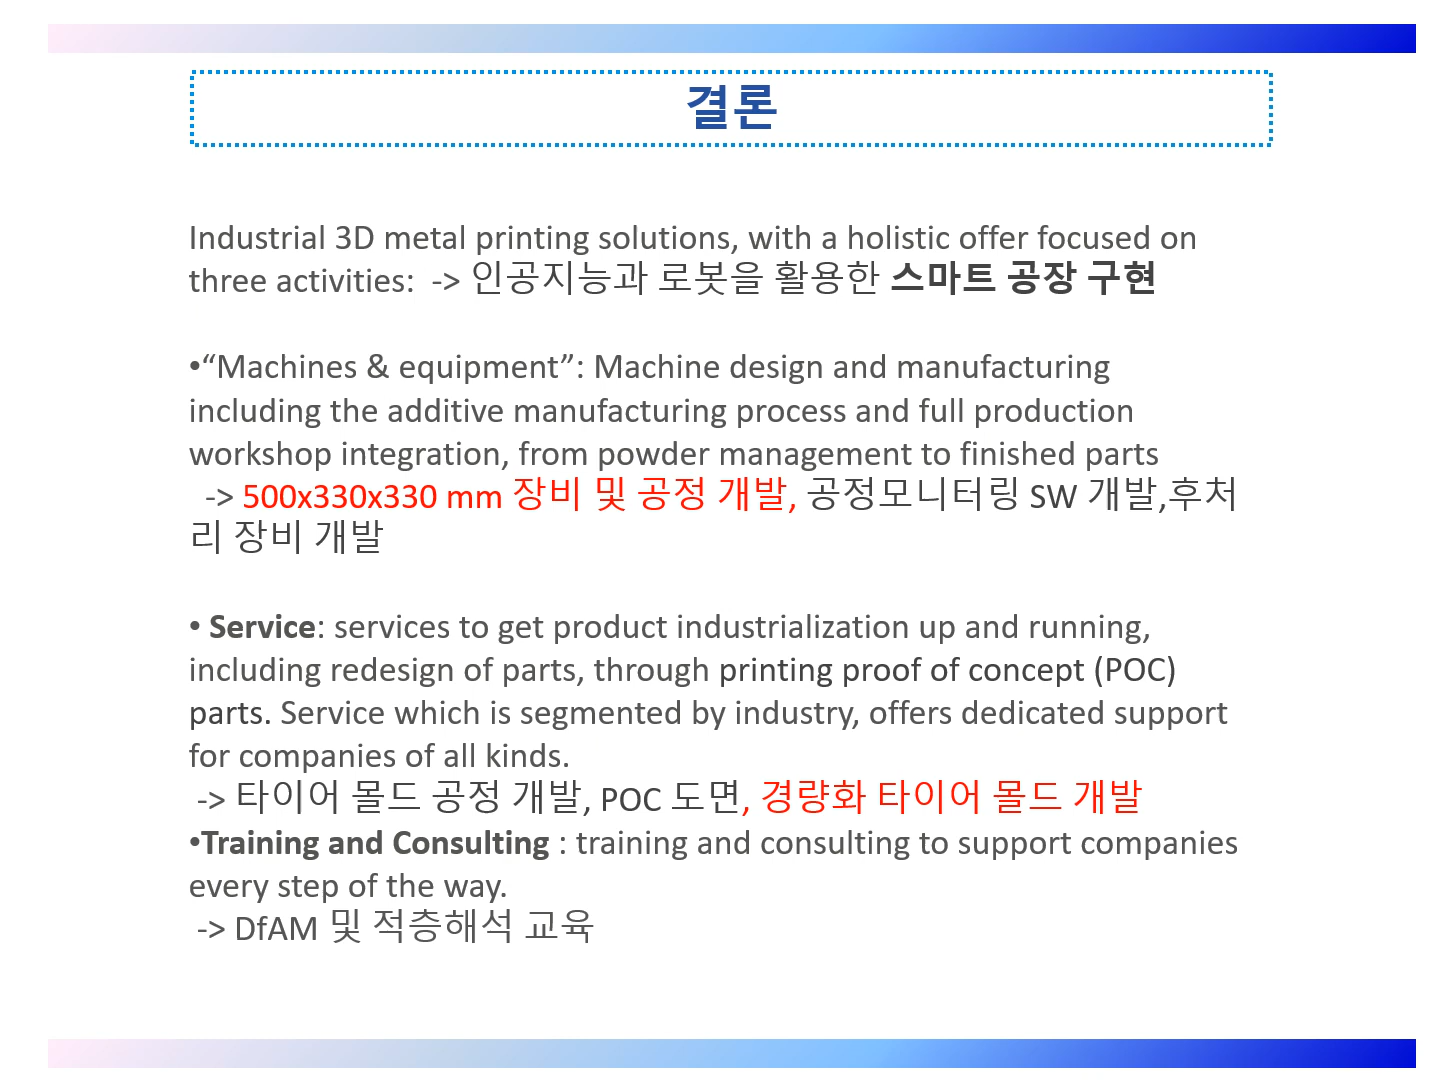 결론
Industrial 3D metal printing solutions, with a holistic offer focused on
three activities:  -> 인공지능과 로봇을 활용한 스마트 공장 구현
•“Machines & equipment”: Machine design and manufacturing
including the additive manufacturing process and full production
workshop integration, from powder management to finished parts
-> 500x330x330 mm 장비 및 공정 개발, 공정모니터링 SW 개발,후처
리 장비 개발
• Service: services to get product industrialization up and running,
including redesign of parts, through printing proof of concept (POC)
parts. Service which is segmented by industry, offers dedicated support
for companies of all kinds.
-> 타이어 몰드 공정 개발, POC 도면, 경량화 타이어 몰드 개발
•Training and Consulting : training and consulting to support companies
every step of the way.
-> DfAM 및 적층해석 교육